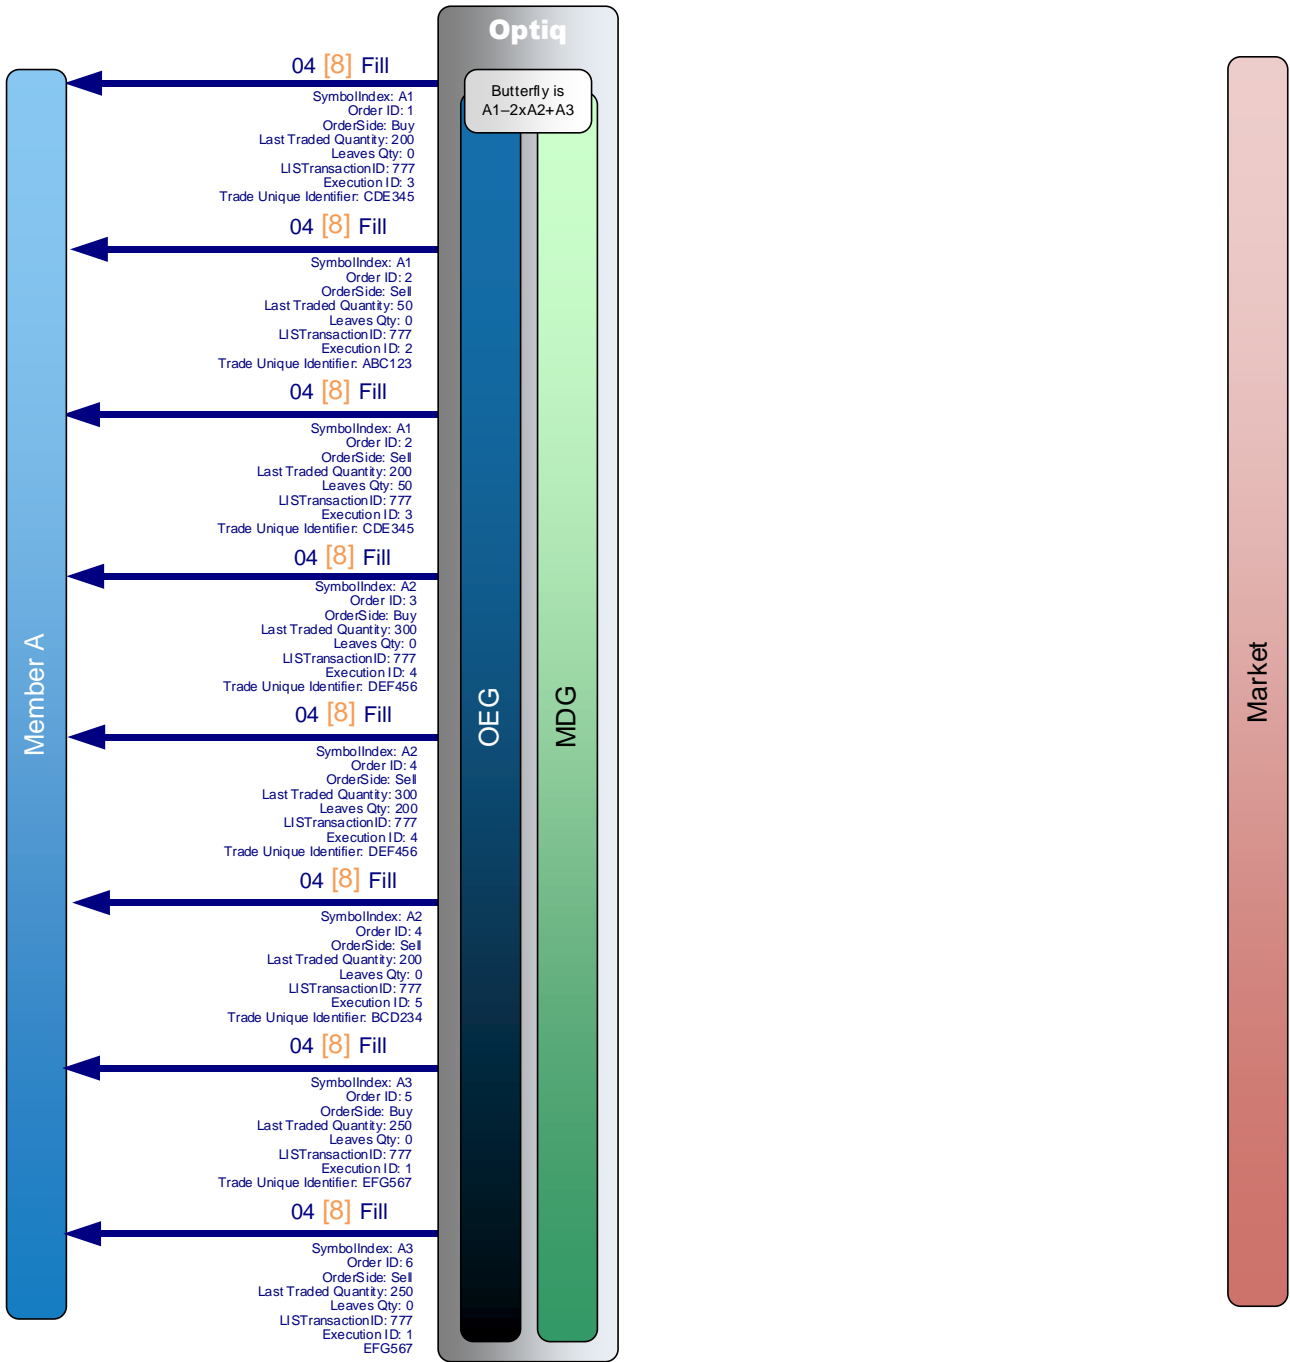 Optiq
Butterfly is
A1–2xA2+A3
04 [8] Fill
SymbolIndex: A1
Order ID: 1
OrderSide: Buy
Last Traded Quantity: 200
Leaves Qty: 0
LISTransactionID: 777
Execution ID: 3
Trade Unique Identifier: CDE345
04 [8] Fill
SymbolIndex: A1
Order ID: 2
OrderSide: Sell
Last Traded Quantity: 50
Leaves Qty: 0
LISTransactionID: 777
Execution ID: 2
Trade Unique Identifier: ABC123
04 [8] Fill
SymbolIndex: A1
Order ID: 2
OrderSide: Sell
Last Traded Quantity: 200
Leaves Qty: 50
LISTransactionID: 777
Execution ID: 3
Trade Unique Identifier: CDE345
04 [8] Fill
SymbolIndex: A2
Order ID: 3
OrderSide: Buy
Last Traded Quantity: 300
Leaves Qty: 0
LISTransactionID: 777
Execution ID: 4
Trade Unique Identifier: DEF456
04 [8] Fill
SymbolIndex: A2
Order ID: 4
OrderSide: Sell
Last Traded Quantity: 300
Leaves Qty: 200
LISTransactionID: 777
Execution ID: 4
Trade Unique Identifier: DEF456
04 [8] Fill
SymbolIndex: A2
Order ID: 4
OrderSide: Sell
Last Traded Quantity: 200
Leaves Qty: 0
LISTransactionID: 777
Execution ID: 5
Trade Unique Identifier: BCD234
04 [8] Fill
SymbolIndex: A3
Order ID: 5
OrderSide: Buy
Last Traded Quantity: 250
Leaves Qty: 0
LISTransactionID: 777
Execution ID: 1
Trade Unique Identifier: EFG567
04 [8] Fill
SymbolIndex: A3
Order ID: 6
OrderSide: Sell
Last Traded Quantity: 250
Leaves Qty: 0
LISTransactionID: 777
Execution ID: 1
EFG567
Member A
OEG
MDG
Market